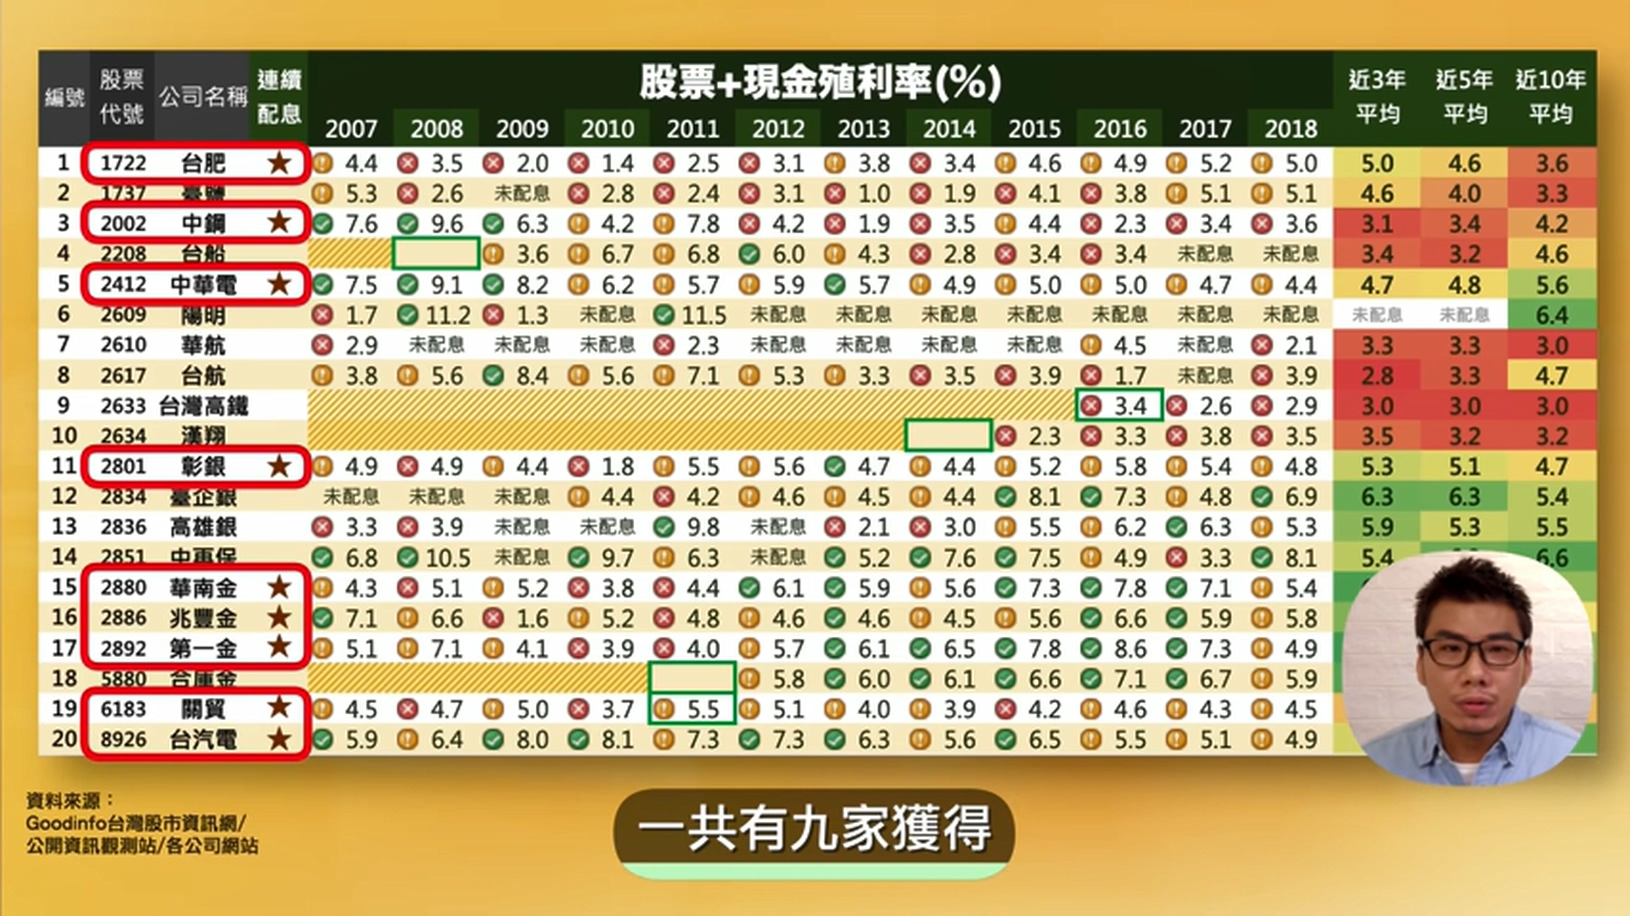 編號 股票代號 公司名稱 連續配息 股票+現金殖利率(%) 近3年平均 近5年平均 近10年平均
2007 2008 2009 2010 2011 2012 2013 2014 2015 2016 2017 2018
1 1722 台肥 ★ 4.4 3.5 2.0 1.4 2.5 3.1 3.8 3.4 4.6 4.9 5.2 5.0 5.0 4.6 3.6
2 1737 臺鹽 5.3 2.6 未配息 2.8 2.4 3.1 1.0 1.9 4.1 3.8 5.1 5.1 4.6 4.0 3.3
3 2002 中鋼 ★ 7.6 9.6 6.3 4.2 7.8 4.2 1.9 3.5 4.4 2.3 3.4 3.6 3.1 3.4 4.2
4 2208 台船 3.6 6.7 6.8 6.0 4.3 2.8 3.4 3.4 未配息 未配息 3.4 3.2 4.6
5 2412 中華電 ★ 7.5 9.1 8.2 6.2 5.7 5.9 5.7 4.9 5.0 5.0 4.7 4.4 4.7 4.8 5.6
6 2609 陽明 1.7 11.2 1.3 未配息 11.5 未配息 未配息 未配息 未配息 未配息 未配息 未配息 未配息 未配息 6.4
7 2610 華航 2.9 未配息 未配息 未配息 2.3 未配息 未配息 未配息 未配息 4.5 未配息 2.1 3.3 3.3 3.0
8 2617 台航 3.8 5.6 8.4 5.6 7.1 5.3 3.3 3.5 3.9 1.7 未配息 3.9 2.8 3.3 4.7
9 2633 台灣高鐵 3.4 2.6 2.9 3.0 3.0 3.0
10 2634 漢翔 2.3 3.3 3.8 3.5 3.5 3.2 3.2
11 2801 彰銀 ★ 4.9 4.9 4.4 1.8 5.5 5.6 4.7 4.4 5.2 5.8 5.4 4.8 5.3 5.1 4.7
12 2834 臺企銀 未配息 未配息 未配息 4.4 4.2 4.6 4.5 4.4 8.1 7.3 4.8 6.9 6.3 6.3 5.4
13 2836 高雄銀 3.3 3.9 未配息 未配息 9.8 未配息 2.1 3.0 5.5 6.2 6.3 5.3 5.9 5.3 5.5
14 2851 中再保 6.8 10.5 未配息 9.7 6.3 未配息 5.2 7.6 7.5 4.9 3.3 8.1 5.4 6.6
15 2880 華南金 ★ 4.3 5.1 5.2 3.8 4.4 6.1 5.9 5.6 7.3 7.8 7.1 5.4
16 2886 兆豐金 ★ 7.1 6.6 1.6 5.2 4.8 4.6 4.6 4.5 5.6 6.6 5.9 5.8
17 2892 第一金 ★ 5.1 7.1 4.1 3.9 4.0 5.7 6.1 6.5 7.8 8.6 7.3 4.9
18 5880 合庫金 5.8 6.0 6.1 6.6 7.1 6.7 5.9
19 6183 關貿 ★ 4.5 4.7 5.0 3.7 5.5 5.1 4.0 3.9 4.2 4.6 4.3 4.5
20 8926 台汽電 ★ 5.9 6.4 8.0 8.1 7.3 7.3 6.3 5.6 6.5 5.5 5.1 4.9
資料來源：
Goodinfo台灣股市資訊網/
公開資訊觀測站/各公司網站
一共有九家獲得